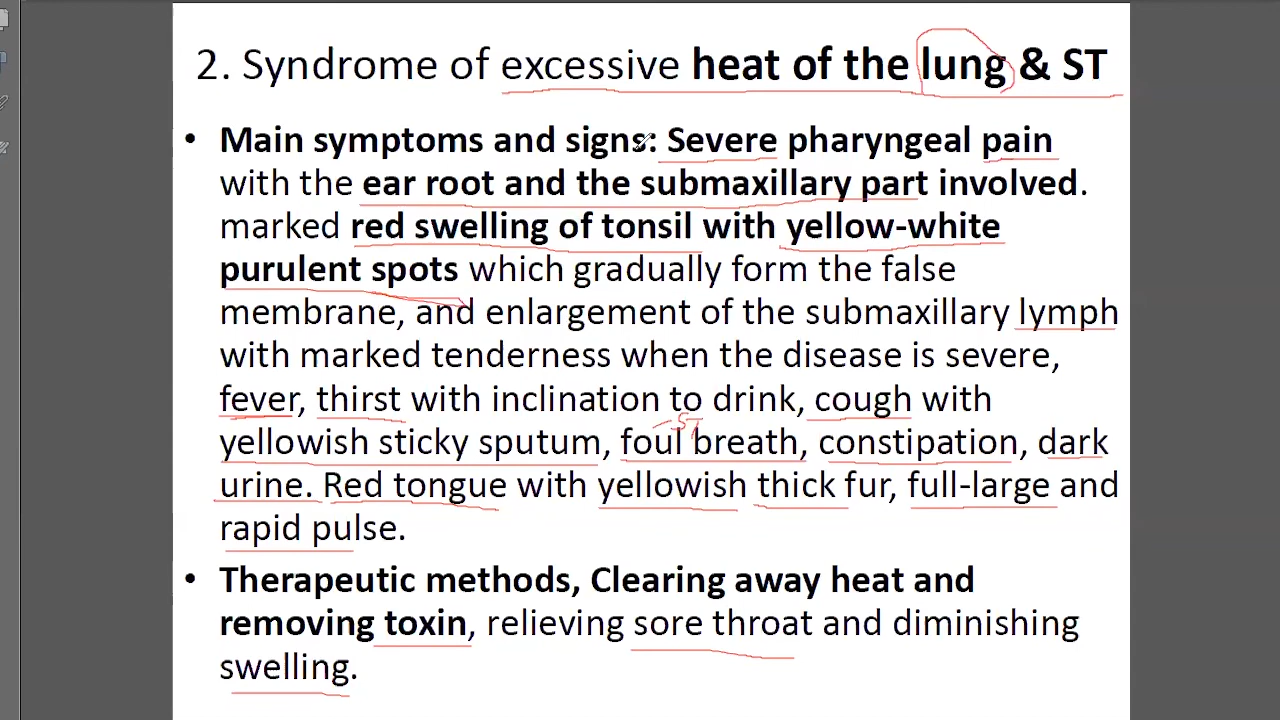 2. Syndrome of excessive heat of the lung & ST
• Main symptoms and signs: Severe pharyngeal pain
with the ear root and the submaxillary part involved.
marked red swelling of tonsil with yellow-white
purulent spots which gradually form the false
membrane, and enlargement of the submaxillary lymph
with marked tenderness when the disease is severe,
fever, thirst with inclination to drink, cough with
ST
yellowish sticky sputum, foul breath, constipation, dark
urine. Red tongue with yellowish thick fur, full-large and
rapid pulse.
• Therapeutic methods, Clearing away heat and
removing toxin, relieving sore throat and diminishing
swelling.